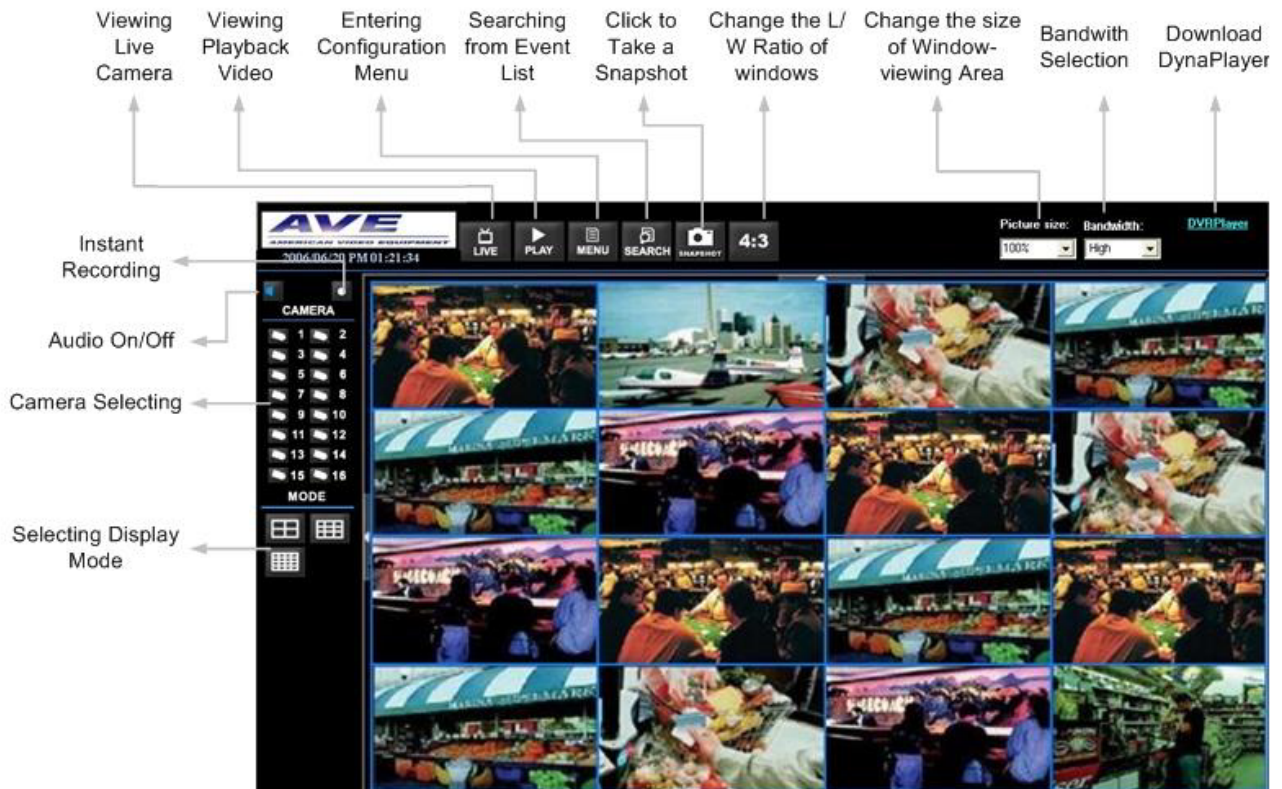 Viewing
Live
Camera
Viewing
Playback
Video
Entering
Configuration
Menu
Searching
from Event
List
Click to
Take a
Snapshot
Change the L/
W Ratio of
windows
Change the size
of Window-
viewing Area
Bandwith
Selection
Download
DynaPlayer
AVE
AMERICAN VIDEO EQUIPMENT
2006/06/20 PM 01:21:34
LIVE
PLAY
MENU
SEARCH
SNAPSHOT
4:3
Picture size:
100%
Bandwidth:
High
DVRPlayer
Instant
Recording
Audio On/Off
Camera Selecting
Selecting Display
Mode
CAMERA
1 2
3 4
5 6
7 8
9 10
11 12
13 14
15 16
MODE